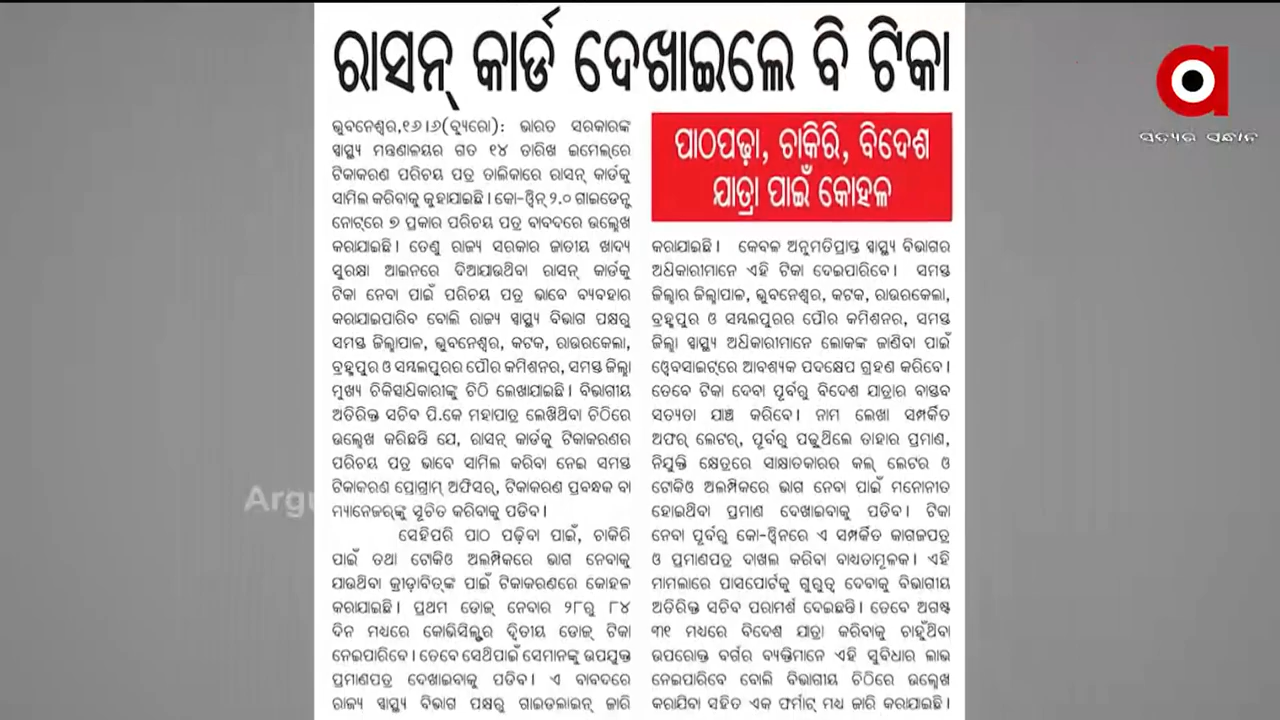 ରାସନ୍ କାର୍ଡ ଦେଖାଇଲେ ବି ଟିକା
ସତ୍ୟର ସନ୍ଧାନ
ପାଠପଢ଼ା, ଚାକିରି, ବିଦେଶ
ଯାତ୍ରା ପାଇଁ କୋହଳ
ଭୁବନେଶ୍ୱର,୧୬।୬(ବ୍ୟୁରୋ): ଭାରତ ସରକାରଙ୍କ
ସ୍ୱାସ୍ଥ୍ୟ ମନ୍ତ୍ରଣାଳୟର ଗତ ୧୪ ତାରିଖ ଇମେଲ୍‌ରେ
ଟିକାକରଣ ପରିଚୟ ପତ୍ର ତାଲିକାରେ ରାସନ୍ କାର୍ଡକୁ
ସାମିଲ କରିବାକୁ କୁହାଯାଇଛି। କୋ-ୱିନ୍ ୨.୦ ଗାଇଡେନ୍ସ
ନୋଟ୍‌ରେ ୭ ପ୍ରକାର ପରିଚୟ ପତ୍ର ବାବଦରେ ଉଲ୍ଲେଖ
କରାଯାଇଛି। ତେଣୁ ରାଜ୍ୟ ସରକାର ଜାତୀୟ ଖାଦ୍ୟ
ସୁରକ୍ଷା ଆଇନରେ ଦିଆଯାଉଥିବା ରାସନ୍ କାର୍ଡକୁ
ଟିକା ନେବା ପାଇଁ ପରିଚୟ ପତ୍ର ଭାବେ ବ୍ୟବହାର
କରାଯାଇପାରିବ ବୋଲି ରାଜ୍ୟ ସ୍ୱାସ୍ଥ୍ୟ ବିଭାଗ ପକ୍ଷରୁ
ସମସ୍ତ ଜିଲ୍ଲାପାଳ, ଭୁବନେଶ୍ୱର, କଟକ, ରାଉରକେଲା,
ବ୍ରହ୍ମପୁର ଓ ସମ୍ବଲପୁରର ପୌର କମିଶନର, ସମସ୍ତ ଜିଲ୍ଲା
ମୁଖ୍ୟ ଚିକିତ୍ସାଧିକାରୀଙ୍କୁ ଚିଠି ଲେଖାଯାଇଛି। ବିଭାଗୀୟ
ଅତିରିକ୍ତ ସଚିବ ପି.କେ ମହାପାତ୍ର ଲେଖିଥିବା ଚିଠିରେ
ଉଲ୍ଲେଖ କରିଛନ୍ତି ଯେ, ରାସନ୍ କାର୍ଡକୁ ଟିକାକରଣର
ପରିଚୟ ପତ୍ର ଭାବେ ସାମିଲ କରିବା ନେଇ ସମସ୍ତ
ଟିକାକରଣ ପ୍ରୋଗ୍ରାମ୍ ଅଫିସର୍, ଟିକାକରଣ ପ୍ରବନ୍ଧକ ବା
ମ୍ୟାନେଜର୍‌ଙ୍କୁ ସୂଚିତ କରିବାକୁ ପଡିବ।
ସେହିପରି ପାଠ ପଢ଼ିବା ପାଇଁ, ଚାକିରି
ପାଇଁ ତଥା ଟୋକିଓ ଅଲମ୍ପିକରେ ଭାଗ ନେବାକୁ
ଯାଉଥିବା କ୍ରୀଡ଼ାବିତ୍‌ଙ୍କ ପାଇଁ ଟିକାକରଣରେ କୋହଳ
କରାଯାଇଛି। ପ୍ରଥମ ଡୋଜ୍ ନେବାର ୨୮ରୁ ୮୪
ଦିନ ମଧ୍ୟରେ କୋଭିସିଲ୍ଡ୍‌ର ଦ୍ୱିତୀୟ ଡୋଜ୍ ଟିକା
ନେଇପାରିବେ। ତେବେ ସେଥିପାଇଁ ସେମାନଙ୍କୁ ଉପଯୁକ୍ତ
ପ୍ରମାଣପତ୍ର ଦେଖାଇବାକୁ ପଡିବ। ଏ ବାବଦରେ
ରାଜ୍ୟ ସ୍ୱାସ୍ଥ୍ୟ ବିଭାଗ ପକ୍ଷରୁ ଗାଇଡଲାଇନ୍ ଜାରି
କରାଯାଇଛି। କେବଳ ଅନୁମତିପ୍ରାପ୍ତ ସ୍ୱାସ୍ଥ୍ୟ ବିଭାଗର
ଅଧିକାରୀମାନେ ଏହି ଟିକା ଦେଇପାରିବେ। ସମସ୍ତ
ଜିଲ୍ଲାର ଜିଲ୍ଲାପାଳ, ଭୁବନେଶ୍ୱର, କଟକ, ରାଉରକେଲା,
ବ୍ରହ୍ମପୁର ଓ ସମ୍ବଲପୁରର ପୌର କମିଶନର, ସମସ୍ତ
ଜିଲ୍ଲା ସ୍ୱାସ୍ଥ୍ୟ ଅଧିକାରୀମାନେ ଲୋକଙ୍କ ଜାଣିବା ପାଇଁ
ୱେବସାଇଟ୍‌ରେ ଆବଶ୍ୟକ ପଦକ୍ଷେପ ଗ୍ରହଣ କରିବେ।
ତେବେ ଟିକା ଦେବା ପୂର୍ବରୁ ବିଦେଶ ଯାତ୍ରାର ବାସ୍ତବ
ସତ୍ୟତା ଯାଞ୍ଚ କରିବେ। ନାମ ଲେଖା ସମ୍ପର୍କିତ
ଅଫର୍ ଲେଟର୍, ପୂର୍ବରୁ ପଢୁଥିଲେ ତାହାର ପ୍ରମାଣ,
ନିଯୁକ୍ତି କ୍ଷେତ୍ରରେ ସାକ୍ଷାତକାରର କଲ୍ ଲେଟର ଓ
ଟୋକିଓ ଅଲମ୍ପିକରେ ଭାଗ ନେବା ପାଇଁ ମନୋନୀତ
ହୋଇଥିବା ପ୍ରମାଣ ଦେଖାଇବାକୁ ପଡିବ। ଟିକା
ନେବା ପୂର୍ବରୁ କୋ-ୱିନରେ ଏ ସମ୍ପର୍କିତ କାଗଜପତ୍ର
ଓ ପ୍ରମାଣପତ୍ର ଦାଖଲ କରିବା ବାଧ୍ୟତାମୂଳକ। ଏହି
ମାମଲାରେ ପାସପୋର୍ଟକୁ ଗୁରୁତ୍ୱ ଦେବାକୁ ବିଭାଗୀୟ
ଅତିରିକ୍ତ ସଚିବ ପରାମର୍ଶ ଦେଇଛନ୍ତି। ତେବେ ଅଗଷ୍ଟ
୩୧ ମଧ୍ୟରେ ବିଦେଶ ଯାତ୍ରା କରିବାକୁ ଚାହୁଁଥିବା
ଉପରୋକ୍ତ ବର୍ଗର ବ୍ୟକ୍ତିମାନେ ଏହି ସୁବିଧାର ଲାଭ
ନେଇପାରିବେ ବୋଲି ବିଭାଗୀୟ ଚିଠିରେ ଉଲ୍ଲେଖ
କରାଯିବା ସହିତ ଏକ ଫର୍ମାଟ୍ ମଧ୍ୟ ଜାରି କରାଯାଇଛି।